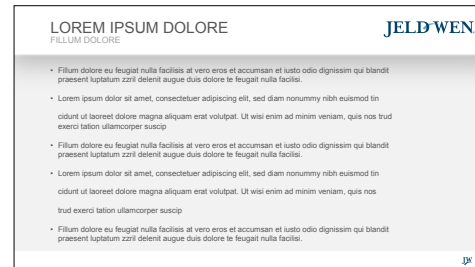 LOREM IPSUM DOLORE
FILLUM DOLORE
JELD-WEN
• Fillum dolore eu feugiat nulla facilisis at vero eros et accumsan et iusto odio dignissim qui blandit
praesent luptatum zzril delenit augue duis dolore te feugait nulla facilisi.
• Lorem ipsum dolor sit amet, consectetuer adipiscing elit, sed diam nonummy nibh euismod tin
cidunt ut laoreet dolore magna aliquam erat volutpat. Ut wisi enim ad minim veniam, quis nos trud
exerci tation ullamcorper suscip
• Fillum dolore eu feugiat nulla facilisis at vero eros et accumsan et iusto odio dignissim qui blandit
praesent luptatum zzril delenit augue duis dolore te feugait nulla facilisi.
• Lorem ipsum dolor sit amet, consectetuer adipiscing elit, sed diam nonummy nibh euismod tin
cidunt ut laoreet dolore magna aliquam erat volutpat. Ut wisi enim ad minim veniam, quis nos
trud exerci tation ullamcorper suscip
• Fillum dolore eu feugiat nulla facilisis at vero eros et accumsan et iusto odio dignissim qui blandit
praesent luptatum zzril delenit augue duis dolore te feugait nulla facilisi.
JW